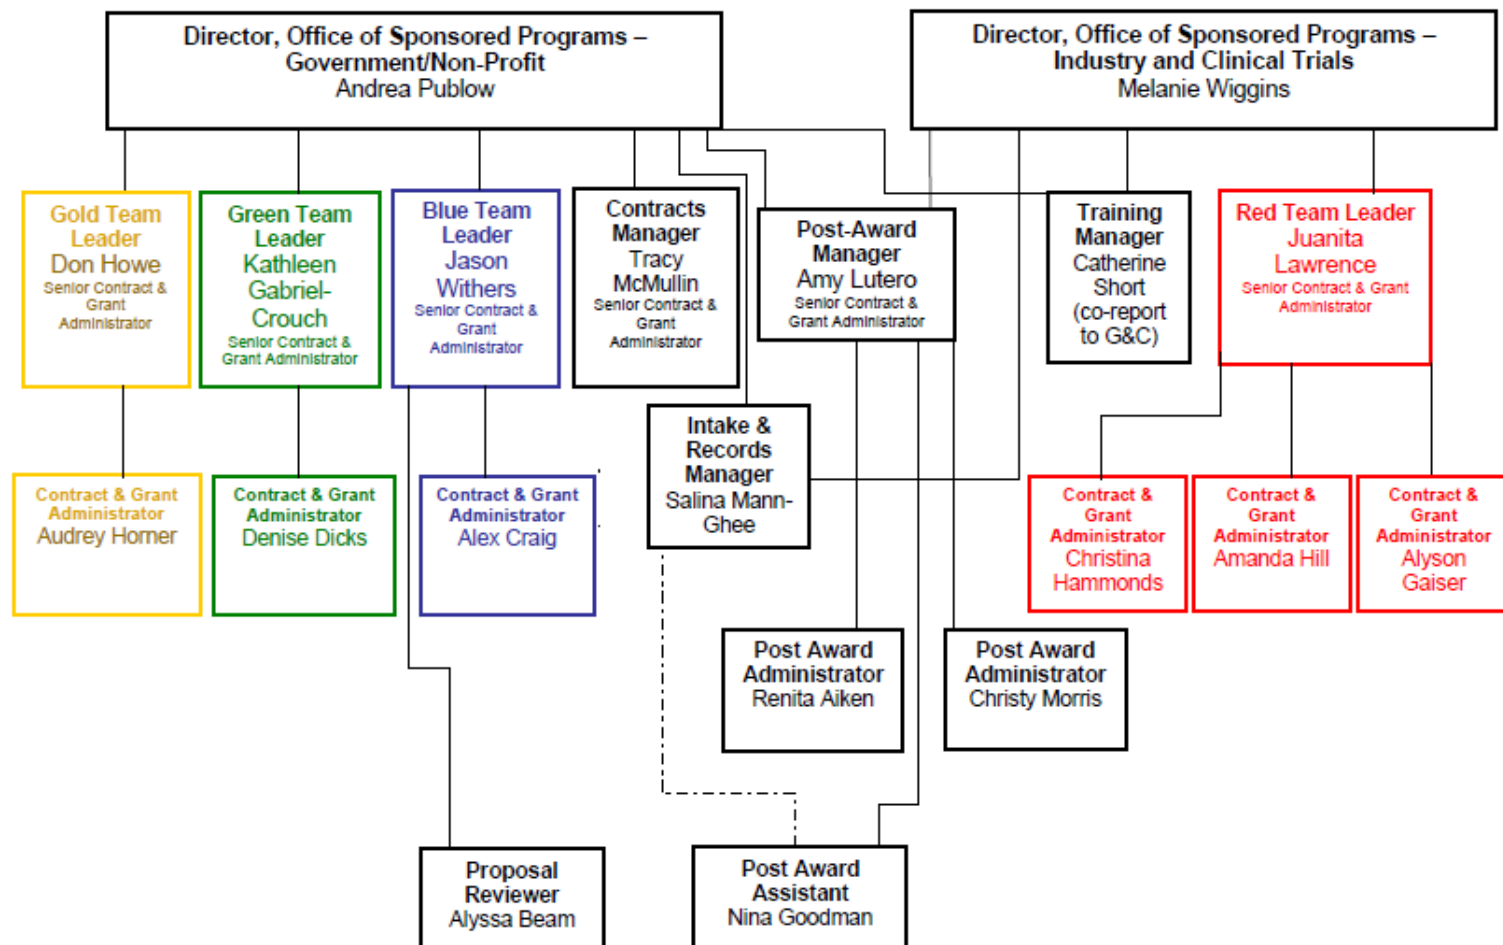 Director, Office of Sponsored Programs –
Government/Non-Profit
Andrea Publow
Director, Office of Sponsored Programs –
Industry and Clinical Trials
Melanie Wiggins
Gold Team
Leader
Don Howe
Senior Contract &
Grant
Administrator
Green Team
Leader
Kathleen
Gabriel-
Crouch
Senior Contract &
Grant Administrator
Blue Team
Leader
Jason
Withers
Senior Contract &
Grant
Administrator
Contracts
Manager
Tracy
McMullin
Senior Contract &
Grant
Administrator
Post-Award
Manager
Amy Lutero
Senior Contract &
Grant Administrator
Training
Manager
Catherine
Short
(co-report
to G&C)
Red Team Leader
Juanita
Lawrence
Senior Contract & Grant
Administrator
Intake &
Records
Manager
Salina Mann-
Ghee
Contract & Grant
Administrator
Audrey Horner
Contract & Grant
Administrator
Denise Dicks
Contract & Grant
Administrator
Alex Craig
Contract &
Grant
Administrator
Christina
Hammonds
Contract &
Grant
Administrator
Amanda Hill
Contract &
Grant
Administrator
Alyson
Gaiser
Post Award
Administrator
Renita Aiken
Post Award
Administrator
Christy Morris
Proposal
Reviewer
Alyssa Beam
Post Award
Assistant
Nina Goodman